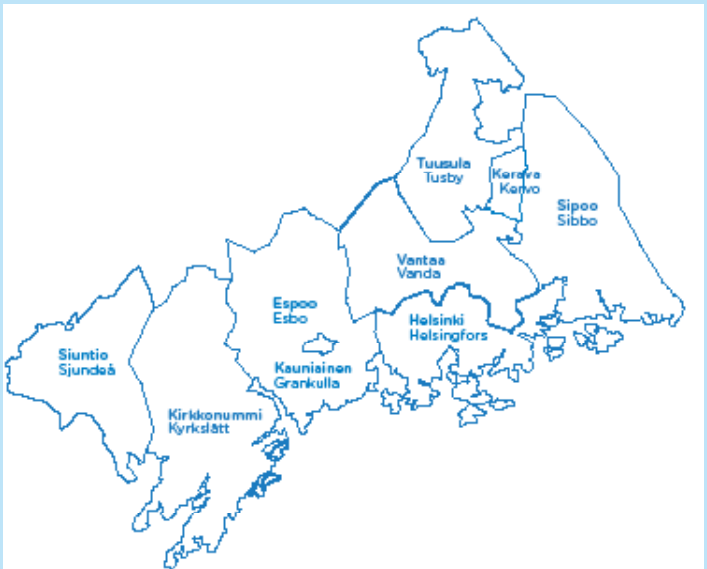 Tuusula
Tusby
Kerava
Kervo
Sipoo
Sibbo
Vantaa
Vanda
Espoo
Esbo
Helsinki
Helsingfors
Siuntio
Sjundeå
Kauniainen
Grankulla
Kirkkonummi
Kyrkslätt